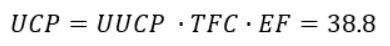 UCP = UUCP · TFC · EF = 38.8